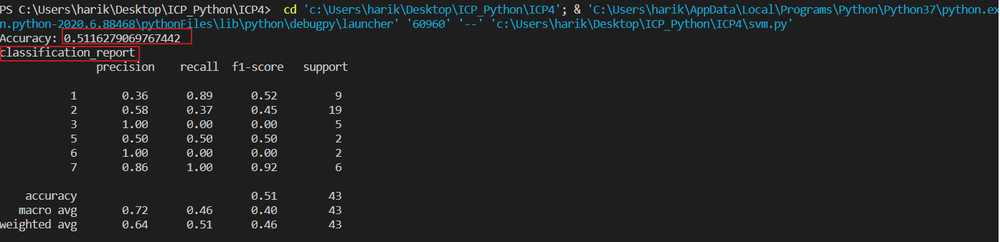 PS C:\Users\harik\Desktop\ICP_Python\ICP4>  cd 'c:\Users\harik\Desktop\ICP_Python\ICP4'; & 'C:\Users\harik\AppData\Local\Programs\Python\Python37\python.ex
n.python-2020.6.88468\pythonFiles\lib\python\debugpy\launcher' '60960' '--' 'c:\Users\harik\Desktop\ICP_Python\ICP4\svm.py'
Accuracy: 0.5116279069767442
classification_report
precision recall f1-score support
1 0.36 0.89 0.52 9
2 0.58 0.37 0.45 19
3 1.00 0.00 0.00 5
5 0.50 0.50 0.50 2
6 1.00 0.00 0.00 2
7 0.86 1.00 0.92 6
accuracy 0.51 43
macro avg 0.72 0.46 0.40 43
weighted avg 0.64 0.51 0.46 43